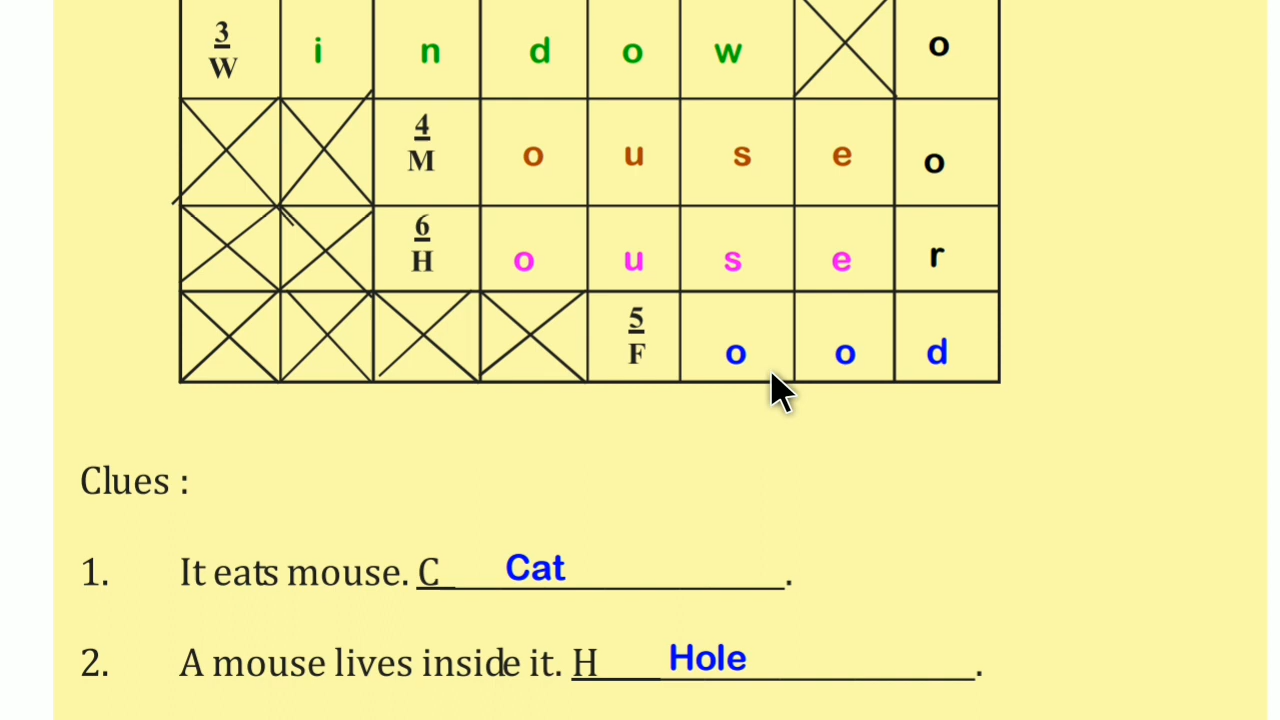 3
W i n d o w o
4
M o u s e o
6
H o u s e r
5
F o o d
Clues :
1. It eats mouse. C Cat .
2. A mouse lives inside it. H Hole .